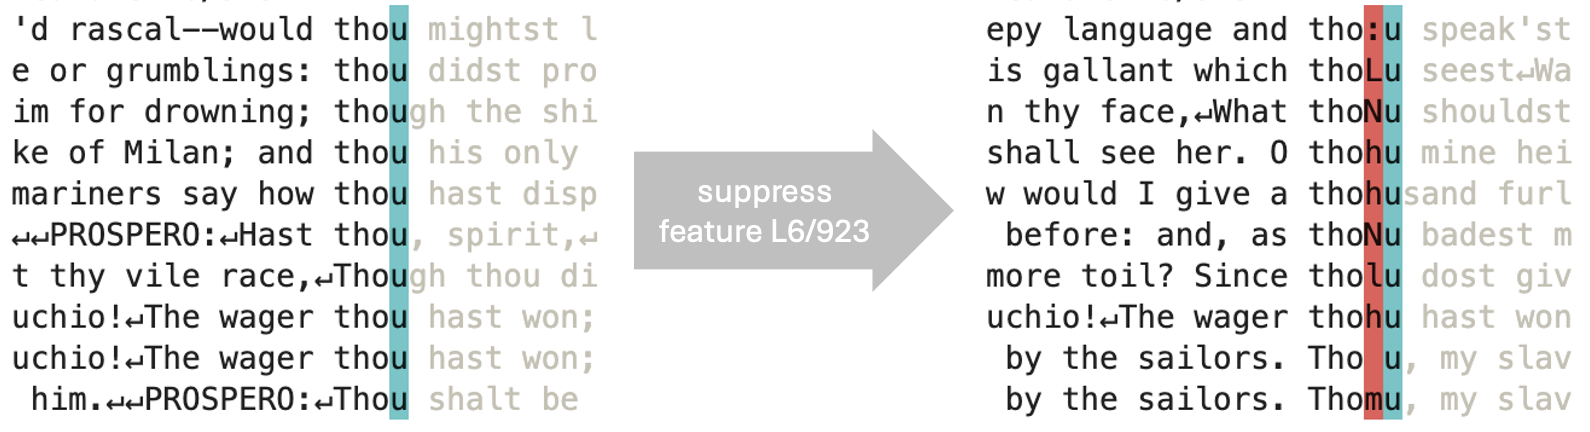 'd rascal--would thou mightst l
e or grumblings: thou didst pro
im for drowning; though the shi
ke of Milan; and thou his only
mariners say how thou hast disp
↵↵PROSPERO:↵Hast thou, spirit,↵
t thy vile race,↵Though thou di
uchio!↵The wager thou hast won;
uchio!↵The wager thou hast won;
him.↵↵PROSPERO:↵Thou shalt be
suppress
feature L6/923
epy language and tho:u speak'st
is gallant which thoLu seest↵Wa
n thy face,↵What thoNu shouldst
shall see her. O thohu mine hei
w would I give a thohusand furl
before: and, as thoNu badest m
more toil? Since tholu dost giv
uchio!↵The wager thohu hast won
by the sailors. Tho u, my slav
by the sailors. Thomu, my slav